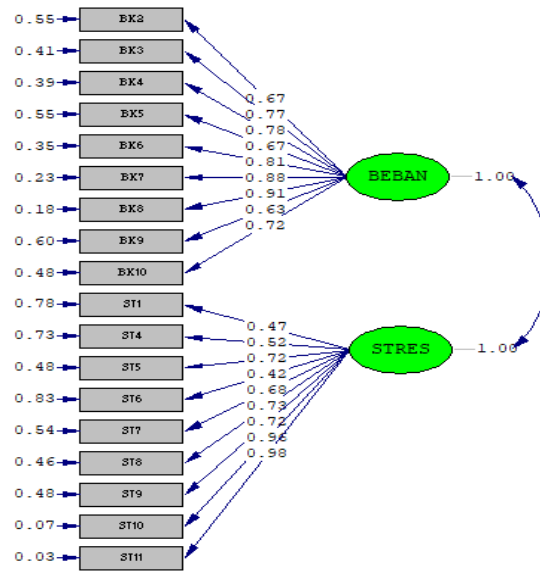 0.55 BK2
0.41 BK3
0.39 BK4
0.55 BK5
0.35 BK6
0.23 BK7
0.18 BK8
0.60 BK9
0.48 BK10
0.78 ST1
0.73 ST4
0.48 ST5
0.83 ST6
0.54 ST7
0.46 ST8
0.48 ST9
0.07 ST10
0.03 ST11
0.67
0.77
0.78
0.67
0.81
0.88
0.91
0.63
0.72
BEBAN 1.00
0.47
0.52
0.72
0.42
0.68
0.73
0.72
0.96
0.98
STRES 1.00